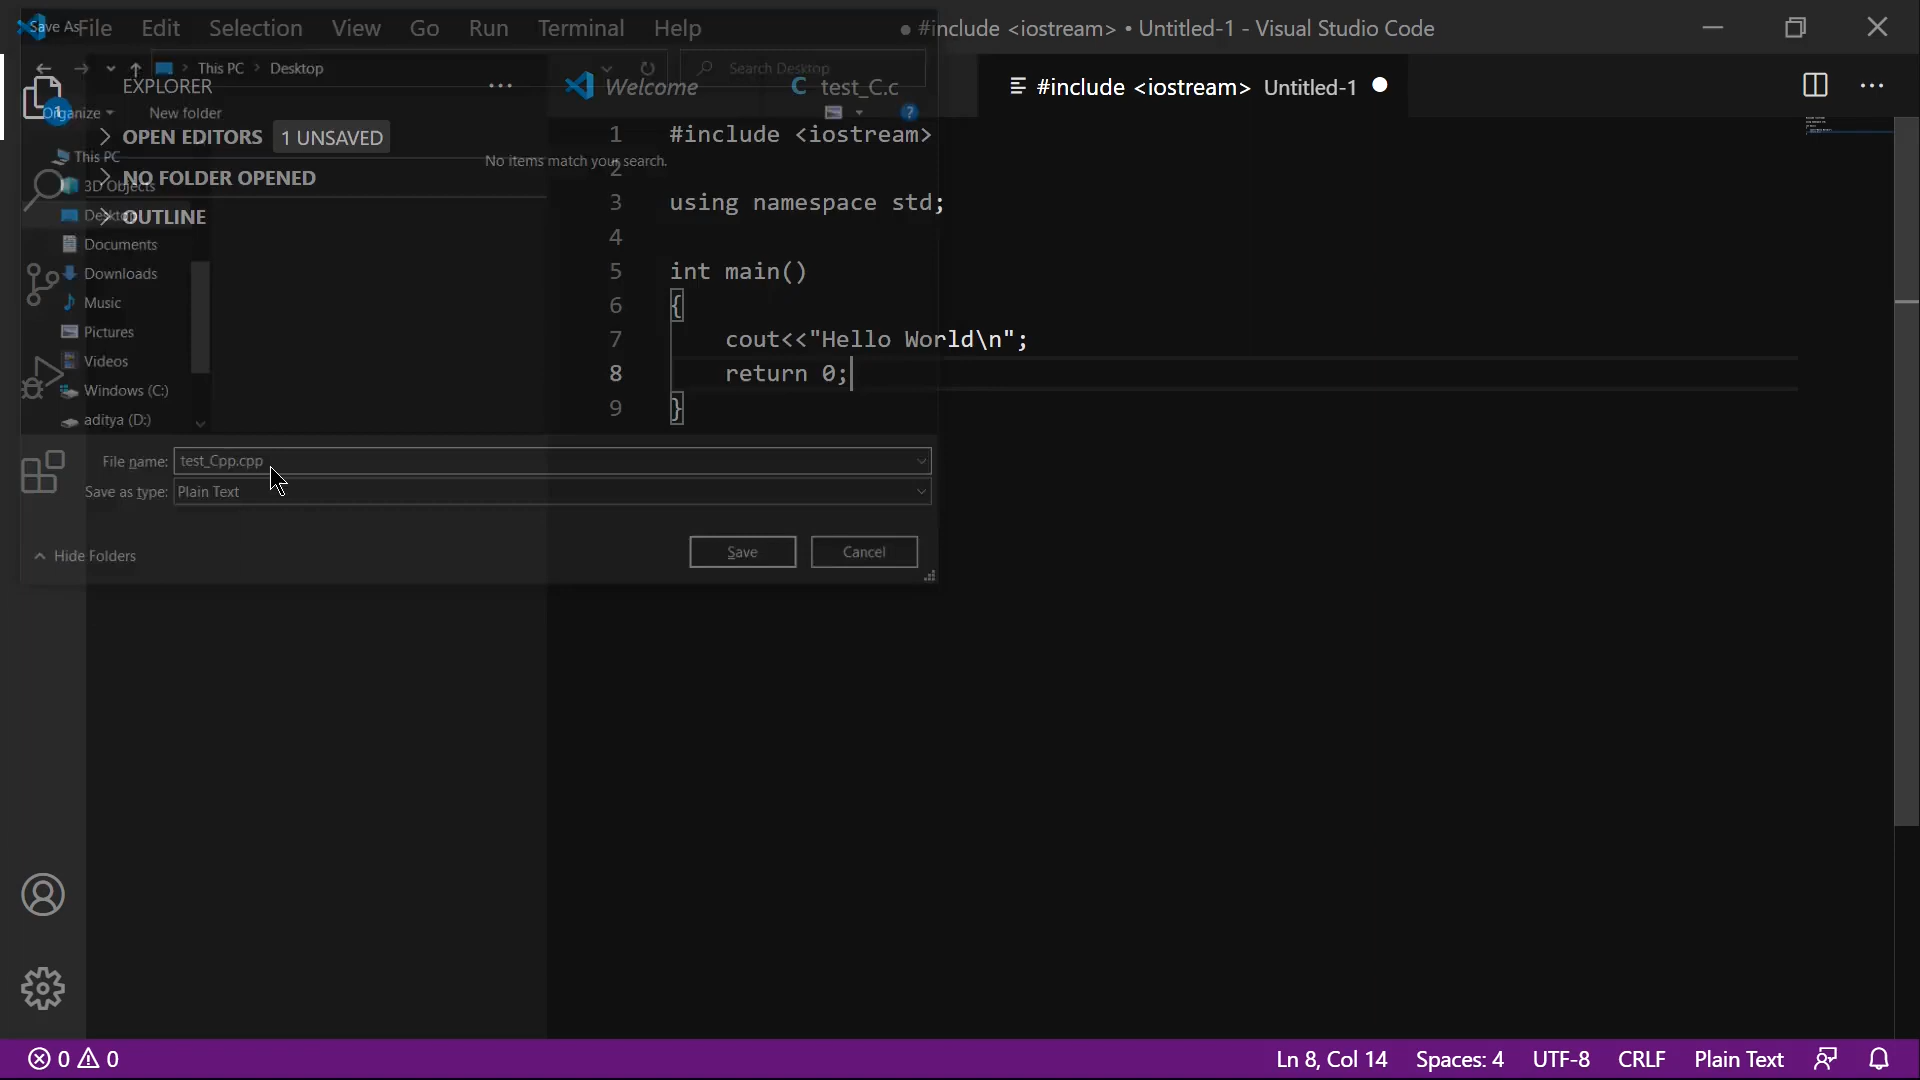 Save As
File Edit Selection View Go Run Terminal Help
● #include <iostream> • Untitled-1 - Visual Studio Code
This PC > Desktop
Search Desktop
EXPLORER
Welcome
test_C.c
#include <iostream> Untitled-1
1
Organize
New folder
OPEN EDITORS
1 UNSAVED
NO FOLDER OPENED
OUTLINE
This PC
3D Objects
Desktop
Documents
Downloads
Music
Pictures
Videos
Windows (C:)
aditya (D:)
No items match your search.
1 #include <iostream>
2
3 using namespace std;
4
5 int main()
6 {
7 cout<<"Hello World\n";
8 return 0;
9 }
File name: test_Cpp.cpp
Save as type: Plain Text
Hide Folders
Save
Cancel
0 0
Ln 8, Col 14 Spaces: 4 UTF-8 CRLF Plain Text